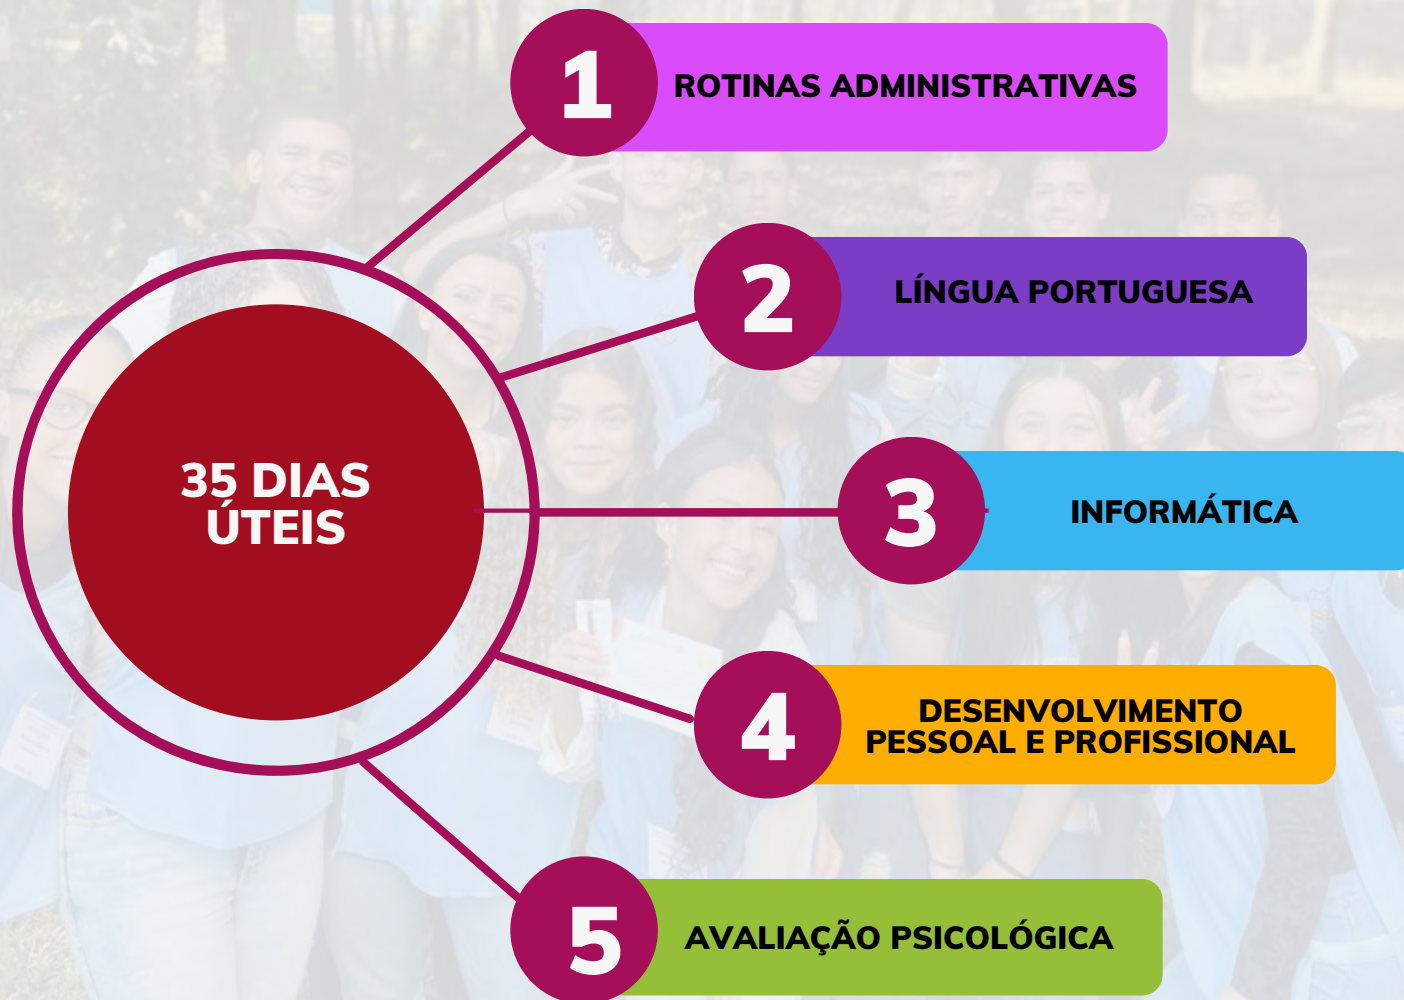 1
ROTINAS ADMINISTRATIVAS
2
LÍNGUA PORTUGUESA
35 DIAS
ÚTEIS
3
INFORMÁTICA
4
DESENVOLVIMENTO
PESSOAL E PROFISSIONAL
5
AVALIAÇÃO PSICOLÓGICA